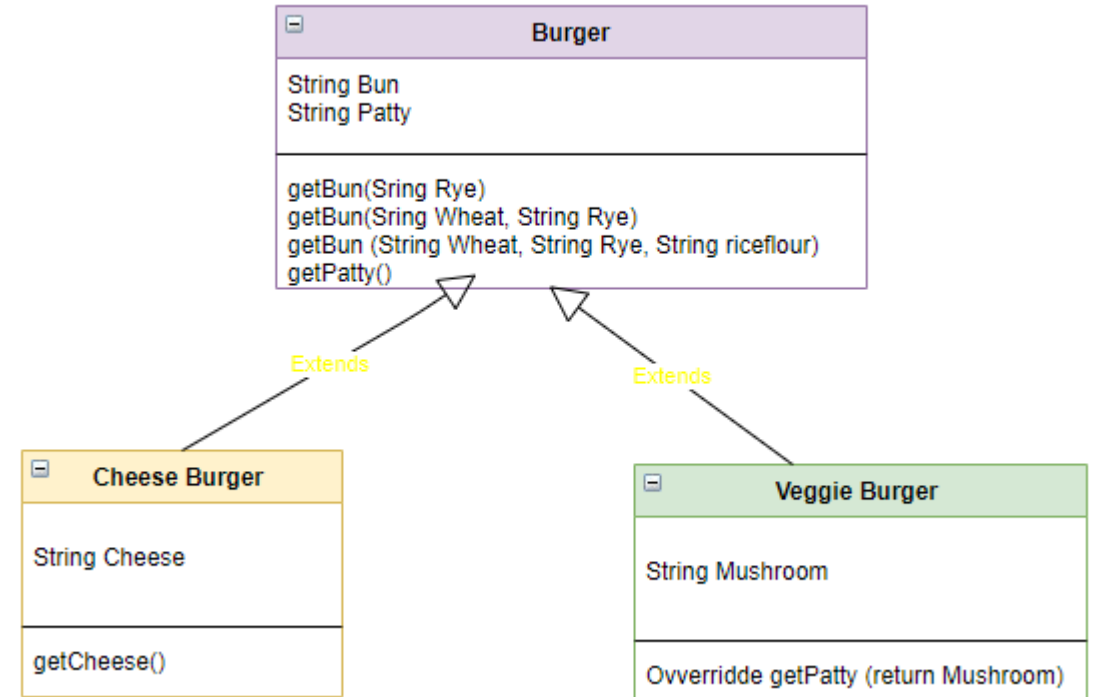 Burger
String Bun
String Patty
getBun(Sring Rye)
getBun(Sring Wheat, String Rye)
getBun (String Wheat, String Rye, String riceflour)
getPatty()
Extends
Extends
Cheese Burger
String Cheese
getCheese()
Veggie Burger
String Mushroom
Ovverridde getPatty (return Mushroom)